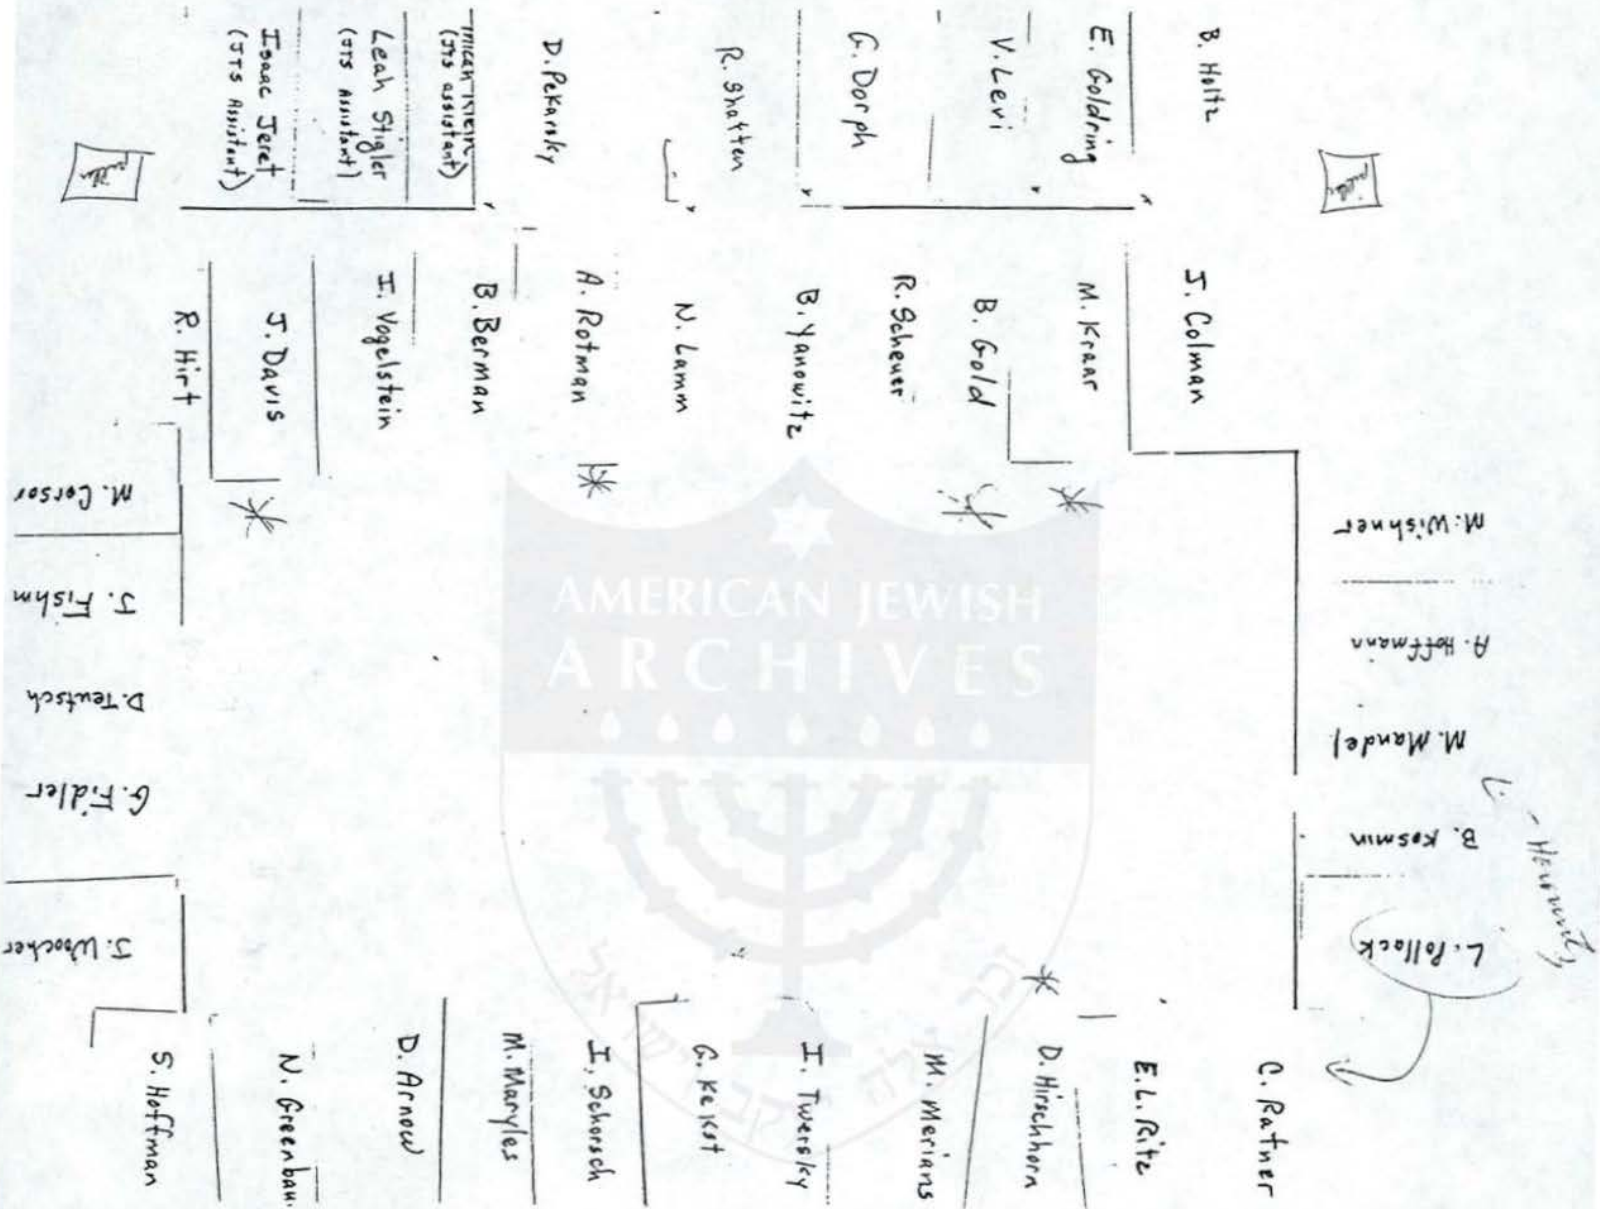 B. Holtz
E. Goldring
V. Levi
G. Dorph
R. Shatten
D. Pekarsky
(JTS assistant)
Leah Stigler
(JTS Assistant)
Isaac Jeret
(JTS Assistant)
J. Colman
M. Kraar
B. Gold
R. Scheuer
B. Yanowitz
N. Lamm
A. Rotman
B. Berman
I. Vogelstein
J. Davis
R. Hirt
M. Wishner
A. Hoffmann
M. Mandel
B. Kosmin
L. Pollack
M. Corsor
J. Fishm
D. Teutsch
G. Fidler
J. Woocher
C. Ratner
E.L. Ritz
D. Hirschhorn
M. Merians
I. Twersky
G. Kekst
I. Schorsch
M. Maryles
D. Arnow
N. Greenbau
S. Hoffman
AMERICAN JEWISH
ARCHIVES